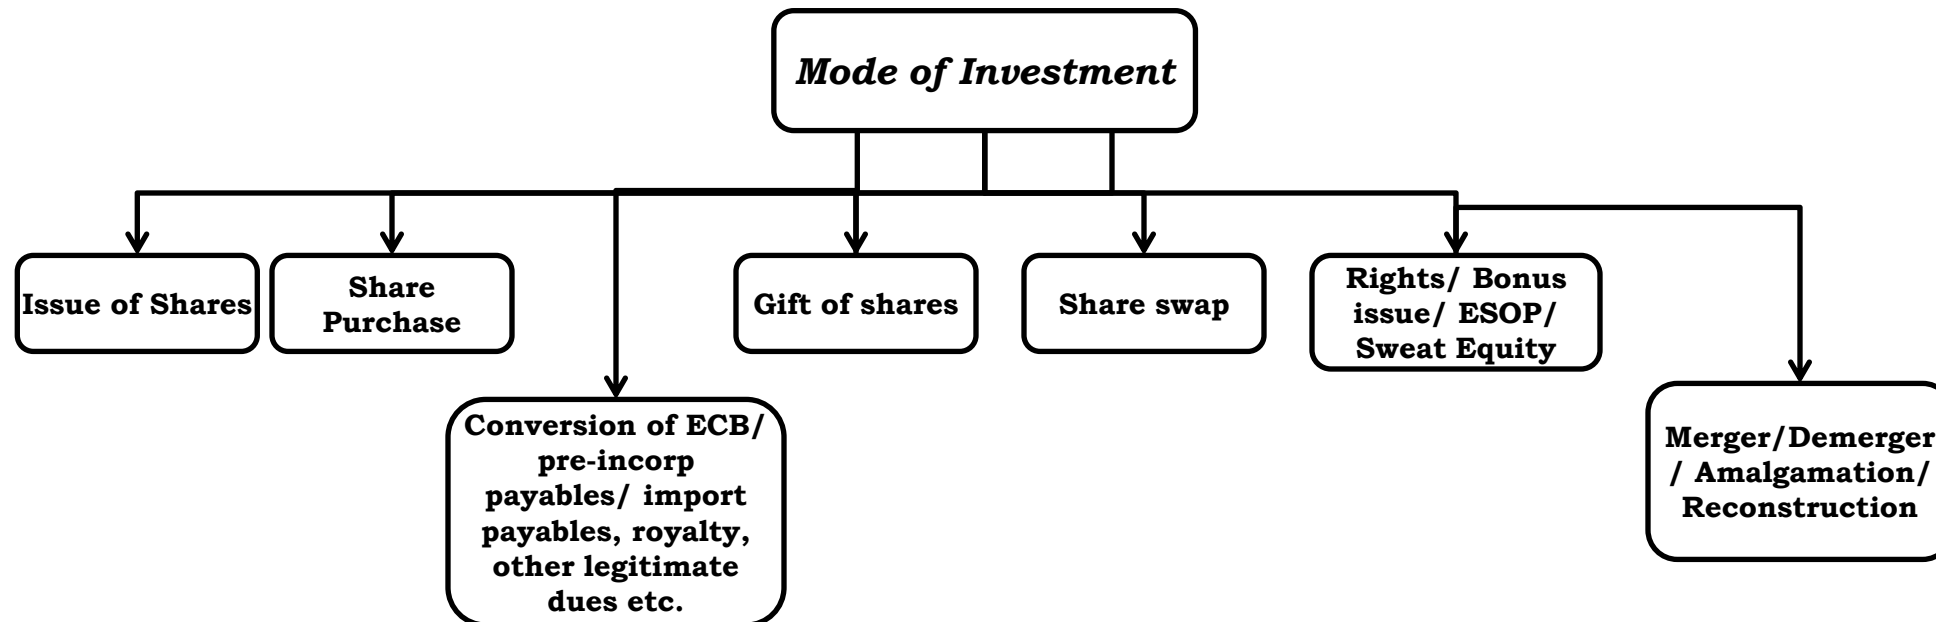 Mode of Investment
Issue of Shares
Share
Purchase
Conversion of ECB/
pre-incorp
payables/ import
payables, royalty,
other legitimate
dues etc.
Gift of shares
Share swap
Rights/ Bonus
issue/ ESOP/
Sweat Equity
Merger/Demerger
/ Amalgamation/
Reconstruction